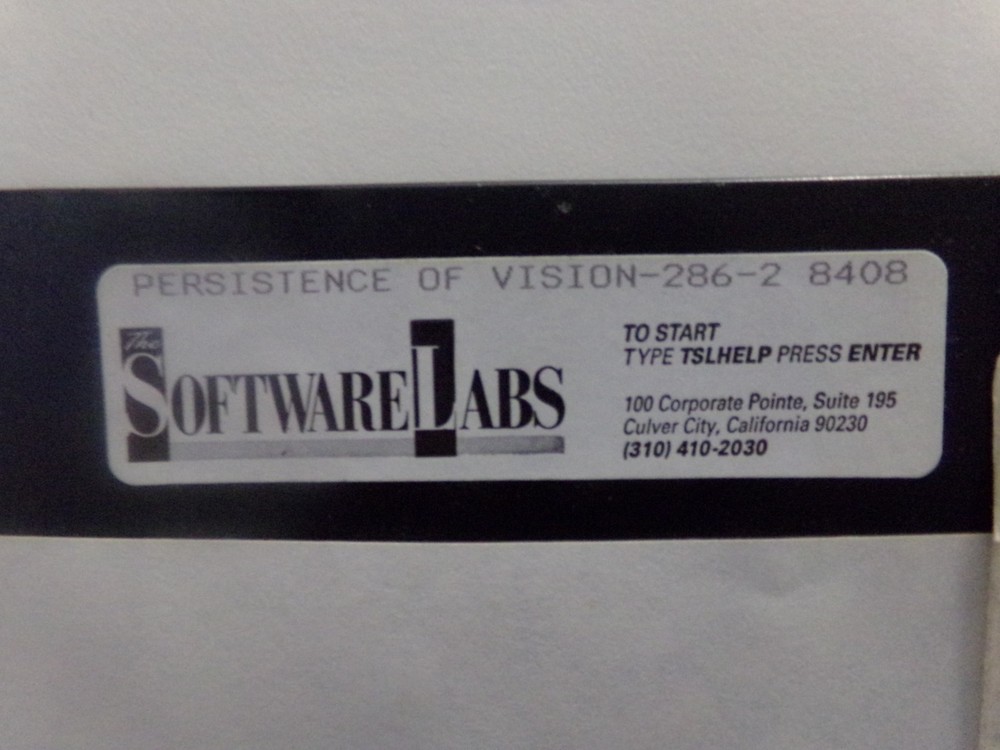 PERSISTENCE OF VISION-286-2 8408
The
SOFTWARE LABS
TO START
TYPE TSLHELP PRESS ENTER
100 Corporate Pointe, Suite 195
Culver City, California 90230
(310) 410-2030